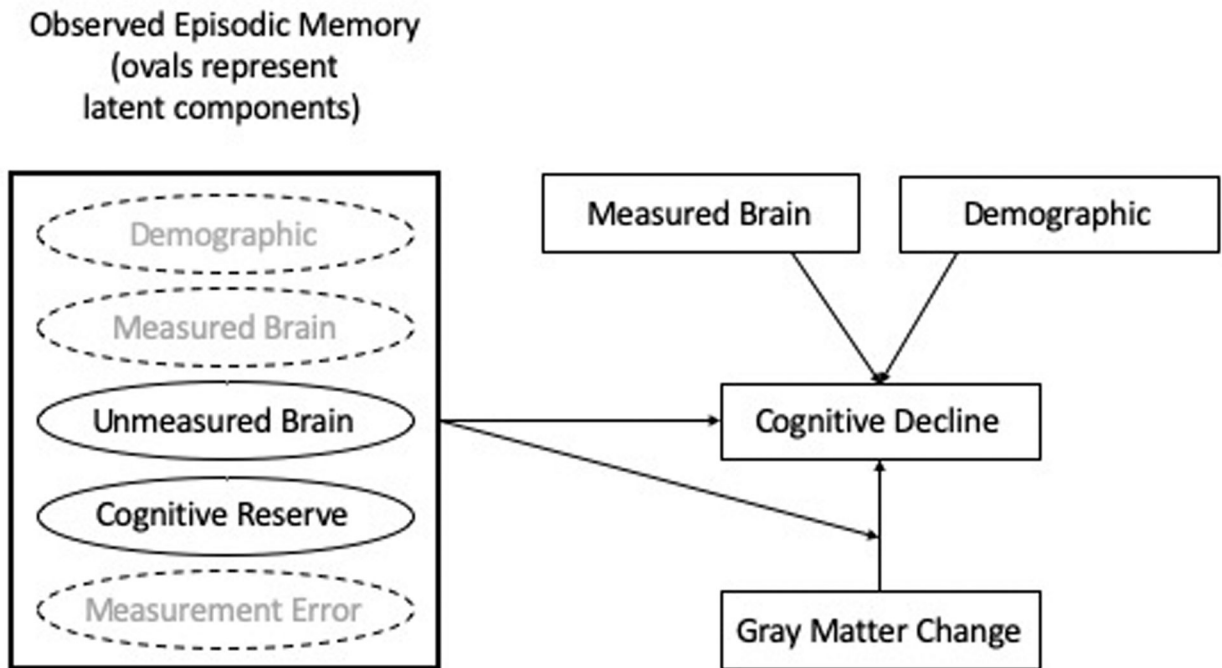 Observed Episodic Memory
(ovals represent
latent components)
Demographic
Measured Brain
Unmeasured Brain
Cognitive Reserve
Measurement Error
Measured Brain
Demographic
Cognitive Decline
Gray Matter Change